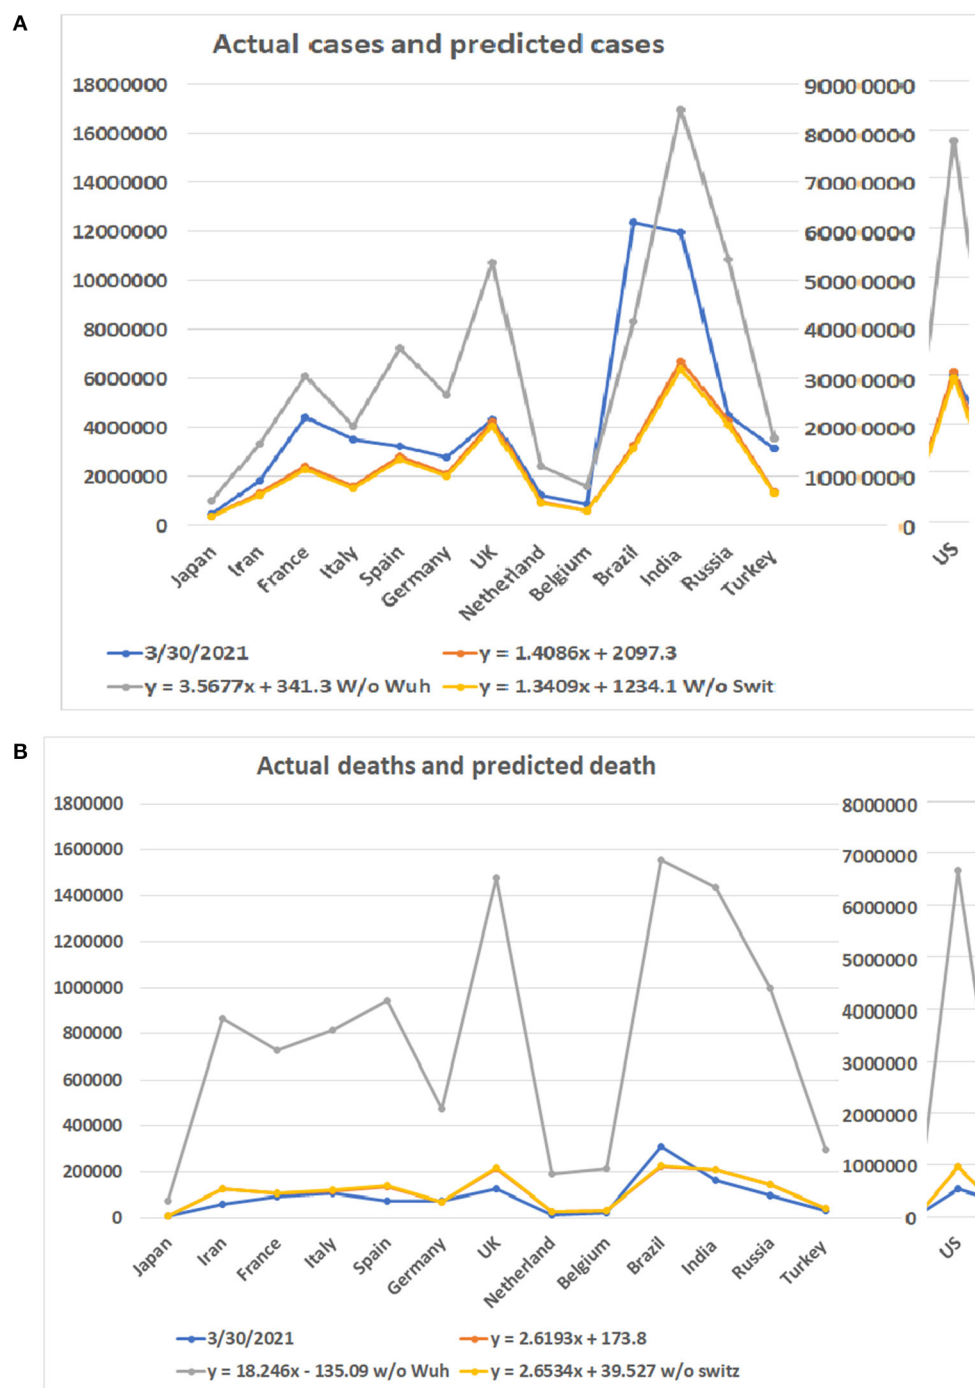 A
Actual cases and predicted cases
18000000
16000000
14000000
12000000
10000000
8000000
6000000
4000000
2000000
0
90000000
80000000
70000000
60000000
50000000
40000000
30000000
20000000
10000000
0
Japan
Iran
France
Italy
Spain
Germany
UK
Netherland
Belgium
Brazil
India
Russia
Turkey
US
3/30/2021
y = 1.4086x + 2097.3
y = 3.5677x + 341.3 W/o Wuh
y = 1.3409x + 1234.1 W/o Swit
B
Actual deaths and predicted death
1800000
1600000
1400000
1200000
1000000
800000
600000
400000
200000
0
8000000
7000000
6000000
5000000
4000000
3000000
2000000
1000000
0
Japan
Iran
France
Italy
Spain
Germany
UK
Netherland
Belgium
Brazil
India
Russia
Turkey
US
3/30/2021
y = 2.6193x + 173.8
y = 18.246x - 135.09 w/o Wuh
y = 2.6534x + 39.527 w/o switz